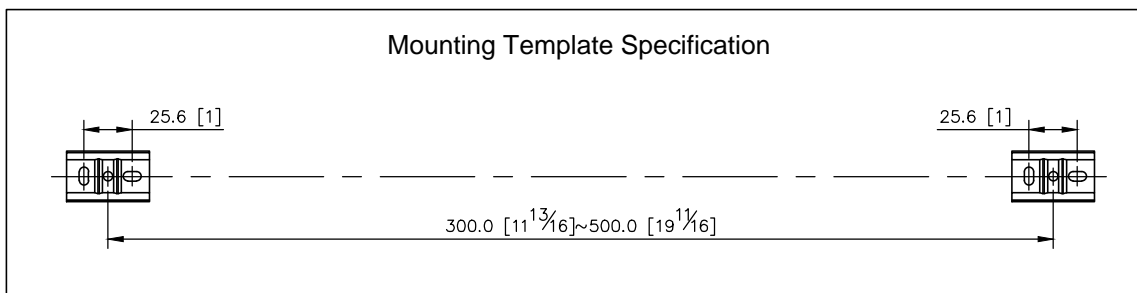 Mounting Template Specification
25.6 [1]
25.6 [1]
300.0 [11 13/16]~500.0 [19 11/16]